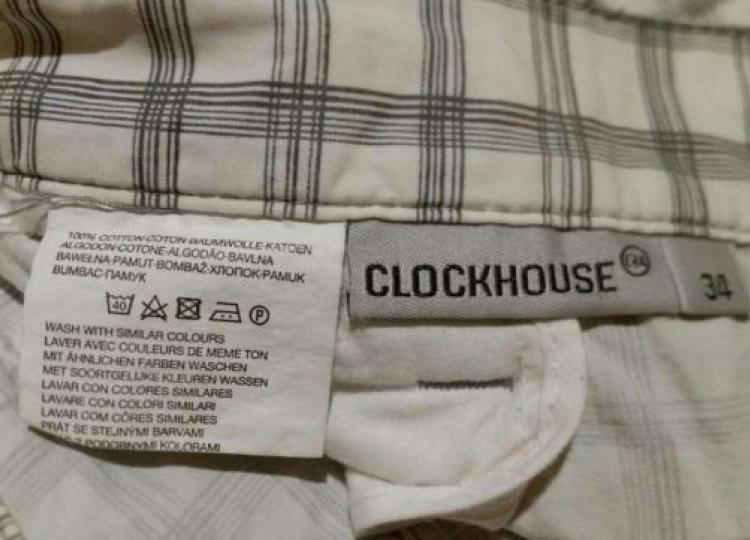 100% COTTON·COTON·BAUMWOLLE·KATOEN
ALGODON·COTONE·ALGODÃO·BAVLNA
BAWEŁNA·PAMUT·BOMBAŽ·ХЛОПОК·PAMUK
BUMBAC·ПАМУК
40 P
WASH WITH SIMILAR COLOURS
LAVER AVEC COULEURS DE MEME TON
MIT ÄHNLICHEN FARBEN WASCHEN
MET SOORTGELIJKE KLEUREN WASSEN
LAVAR CON COLORES SIMILARES
LAVARE CON COLORI SIMILARI
LAVAR COM CÔRES SIMILARES
PRÁT SE STEJNÝMI BARVAMI
Z PODOBNYMI KOLORAMI
CLOCKHOUSE C&A
34